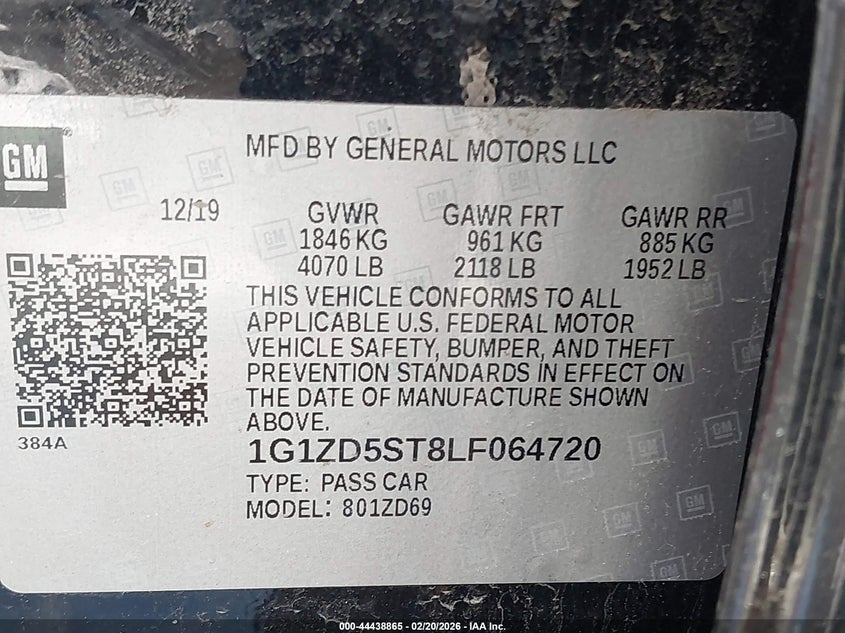 GM
MFD BY GENERAL MOTORS LLC
12/19
GVWR GAWR FRT GAWR RR
1846 KG 961 KG 885 KG
4070 LB 2118 LB 1952 LB
THIS VEHICLE CONFORMS TO ALL
APPLICABLE U.S. FEDERAL MOTOR
VEHICLE SAFETY, BUMPER, AND THEFT
PREVENTION STANDARDS IN EFFECT ON
THE DATE OF MANUFACTURE SHOWN
ABOVE.
384A
1G1ZD5ST8LF064720
TYPE: PASS CAR
MODEL: 801ZD69
000-44438865 - 02/20/2026 - IAA Inc.